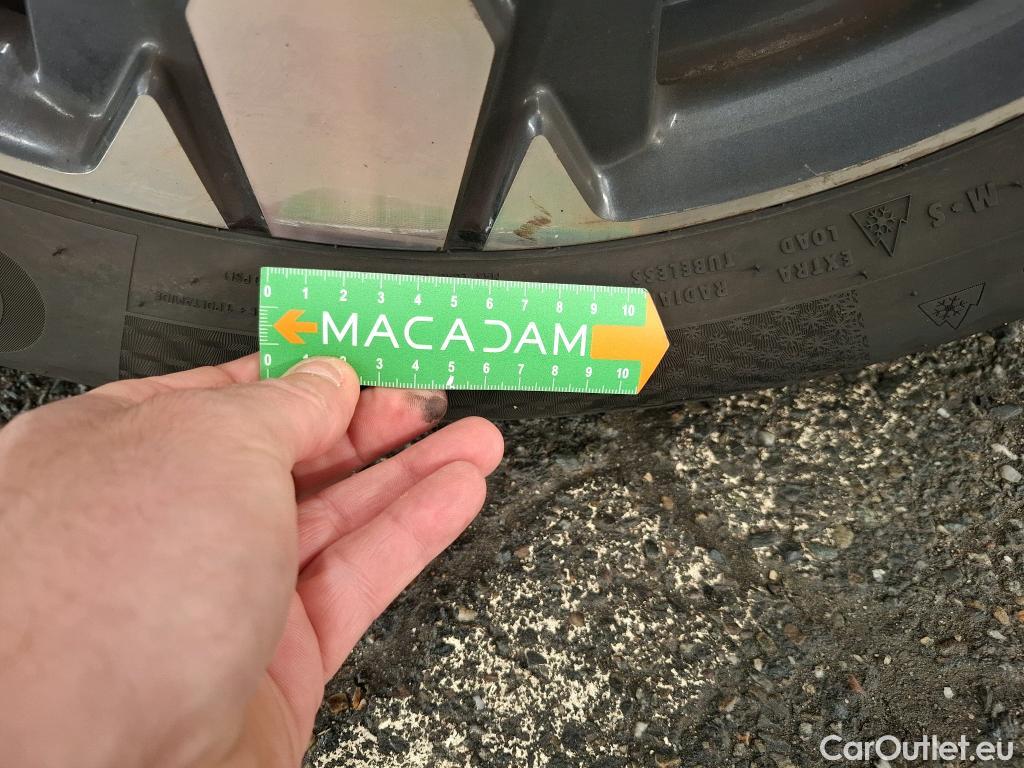 M+S
EXTRA
LOAD
RADIAL
TUBELESS
0 1 2 3 4 5 6 7 8 9 10
MACADAM
0 1 2 3 4 5 6 7 8 9 10
CarOutlet.eu